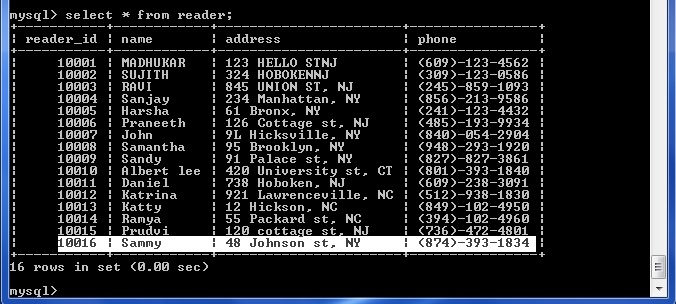 mysql> select * from reader;
| reader_id | name | address | phone |
| 10001 | MADHUKAR | 123 HELLO STNJ | (609)-123-4562 |
| 10002 | SUJITH | 324 HOBOKENNJ | (309)-123-0586 |
| 10003 | RAVI | 845 UNION ST, NJ | (245)-859-1093 |
| 10004 | Sanjay | 234 Manhattan, NY | (856)-213-9586 |
| 10005 | Harsha | 61 Bronx, NY | (241)-123-4432 |
| 10006 | Praneeth | 126 Cottage st, NJ | (485)-193-9934 |
| 10007 | John | 9L Hicksville, NY | (840)-054-2904 |
| 10008 | Samantha | 95 Brooklyn, NY | (948)-293-1920 |
| 10009 | Sandy | 91 Palace st, NY | (827)-827-3861 |
| 10010 | Albert lee | 420 University st, CT | (801)-393-1840 |
| 10011 | Daniel | 738 Hoboken, NJ | (609)-238-3091 |
| 10012 | Katrina | 921 Lawrenceville, NC | (512)-938-1830 |
| 10013 | Katty | 12 Hickson, NC | (849)-102-4950 |
| 10014 | Ramya | 55 Packard st, NC | (394)-102-4960 |
| 10015 | Prudvi | 120 cottage st, NJ | (736)-472-4801 |
| 10016 | Sammy | 48 Johnson st, NY | (874)-393-1834 |
16 rows in set (0.00 sec)
mysql>